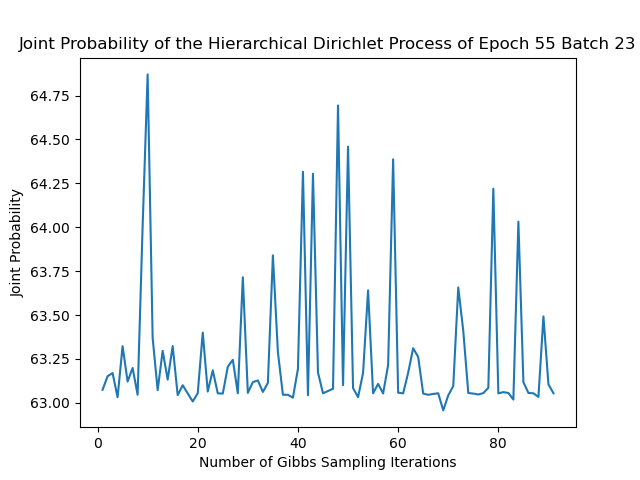 Joint Probability of the Hierarchical Dirichlet Process of Epoch 55 Batch 23
64.75
64.50
64.25
64.00
63.75
63.50
63.25
63.00
Joint Probability
0 20 40 60 80
Number of Gibbs Sampling Iterations